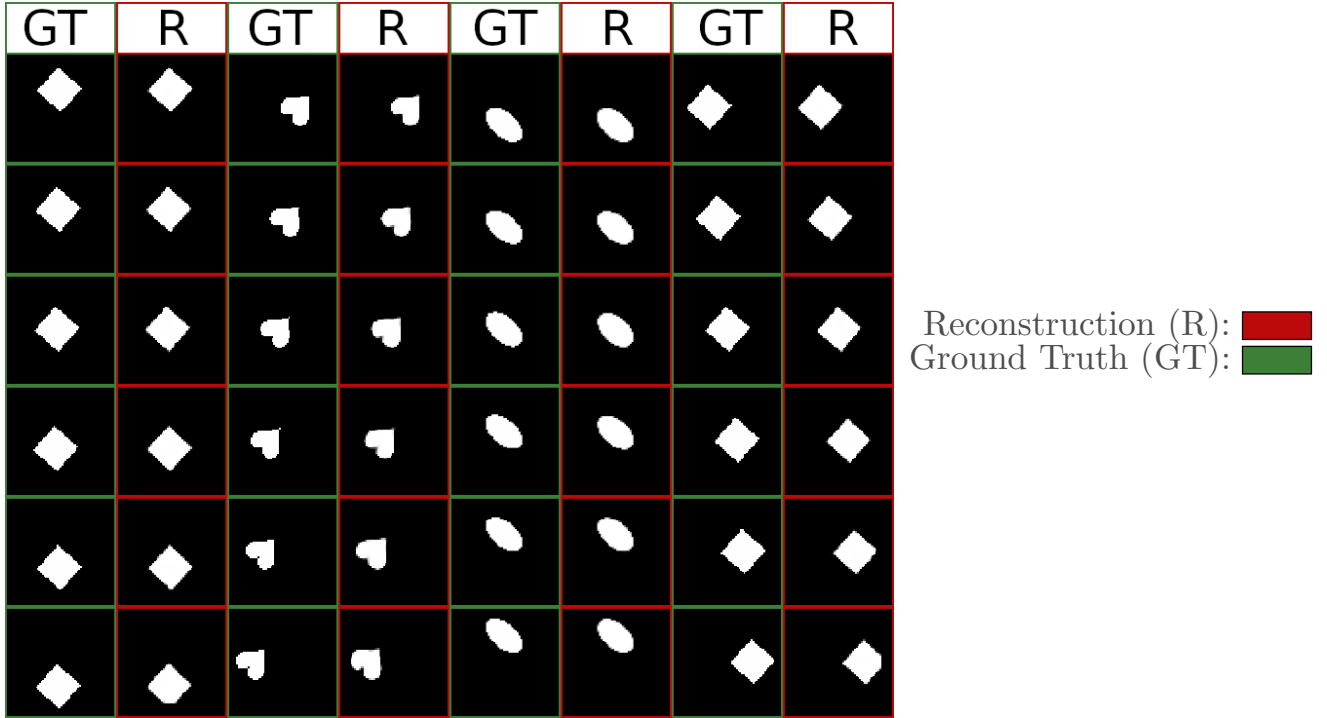 GT R GT R GT R GT R
Reconstruction (R):
Ground Truth (GT):